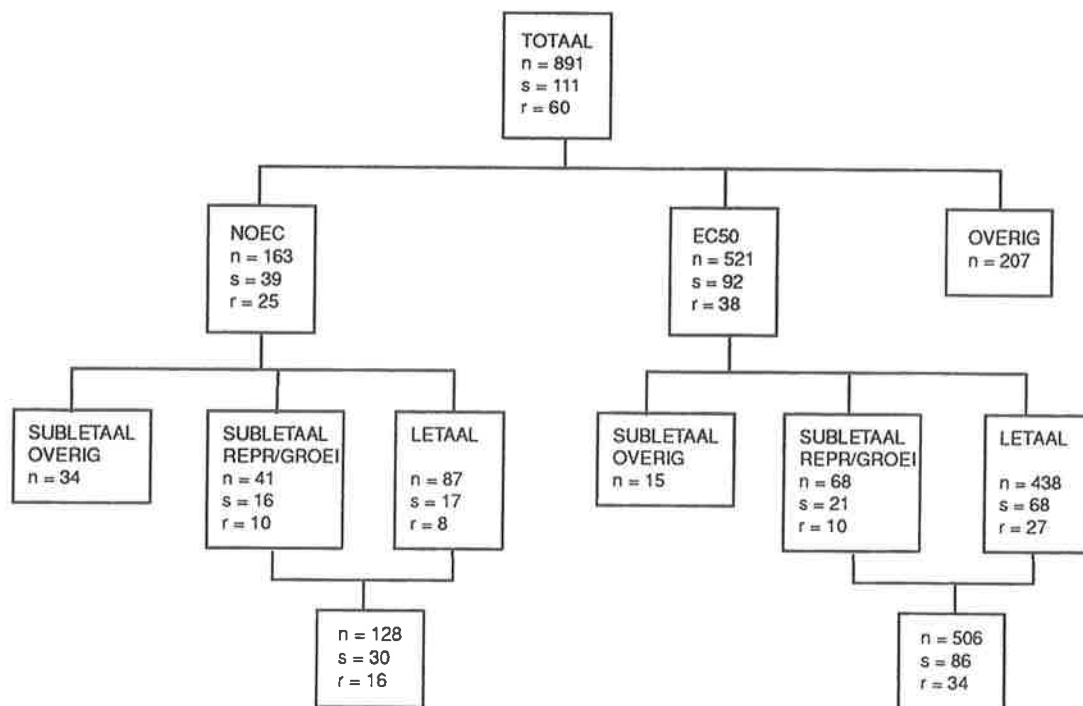 TOTAAL
n = 891
s = 111
r = 60
NOEC
n = 163
s = 39
r = 25
EC50
n = 521
s = 92
r = 38
OVERIG
n = 207
SUBLETAAL
OVERIG
n = 34
SUBLETAAL
REPR/GROEI
n = 41
s = 16
r = 10
LETAAL
n = 87
s = 17
r = 8
SUBLETAAL
OVERIG
n = 15
SUBLETAAL
REPR/GROEI
n = 68
s = 21
r = 10
LETAAL
n = 438
s = 68
r = 27
n = 128
s = 30
r = 16
n = 506
s = 86
r = 34